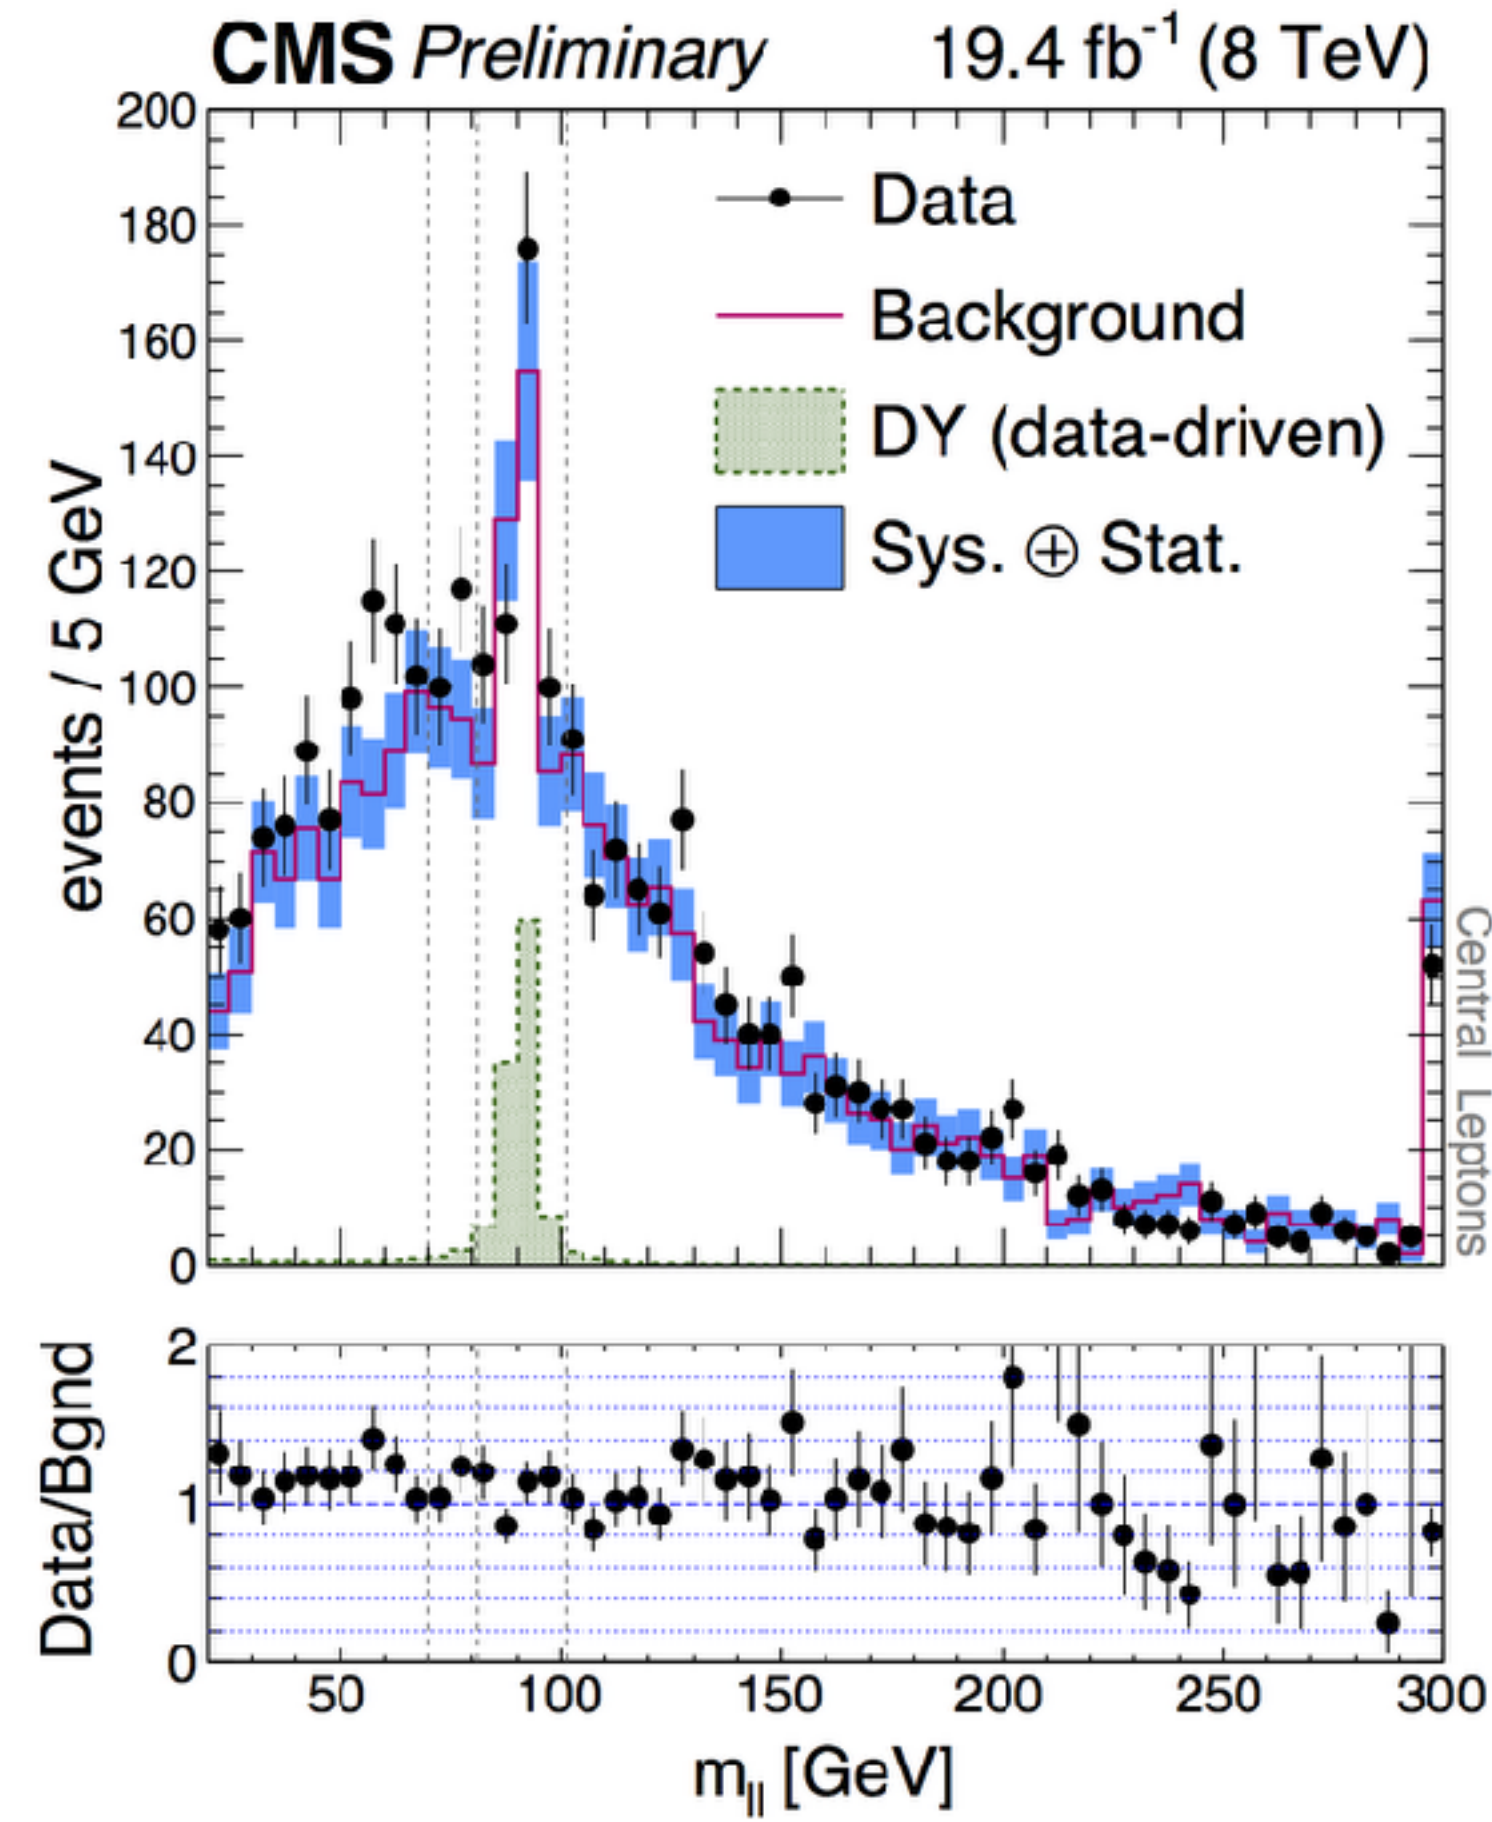 CMS Preliminary 19.4 fb⁻¹ (8 TeV)
events / 5 GeV
200
180
160
140
120
100
80
60
40
20
0
Data
Background
DY (data-driven)
Sys. ⊕ Stat.
Central Leptons
Data/Bgnd
2
1
0
50 100 150 200 250 300
m_ll [GeV]